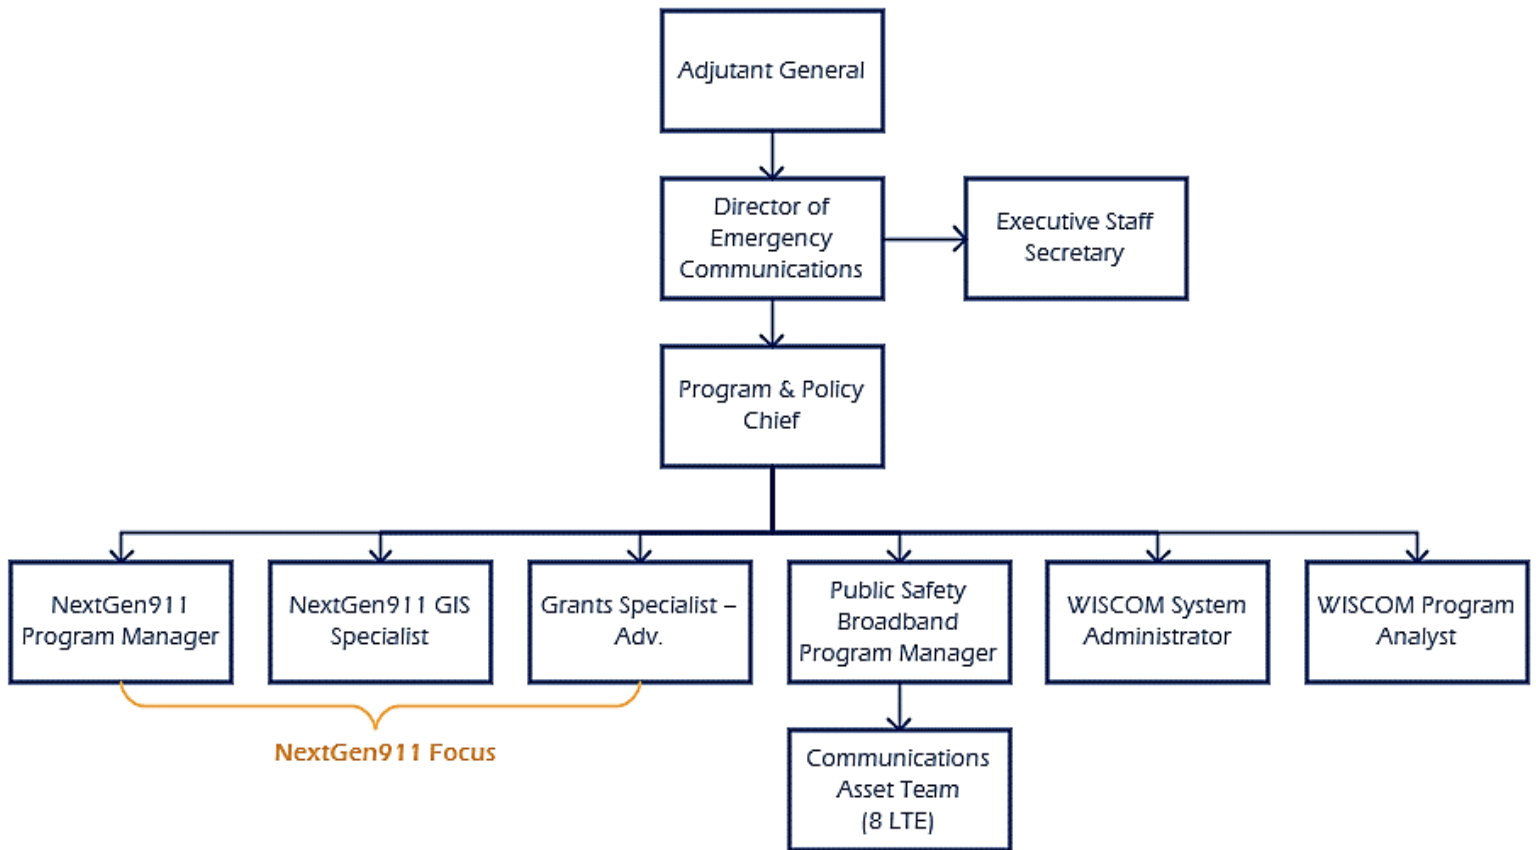 Adjutant General
Director of
Emergency
Communications
Executive Staff
Secretary
Program & Policy
Chief
NextGen911
Program Manager
NextGen911 GIS
Specialist
Grants Specialist –
Adv.
Public Safety
Broadband
Program Manager
WISCOM System
Administrator
WISCOM Program
Analyst
NextGen911 Focus
Communications
Asset Team
(8 LTE)